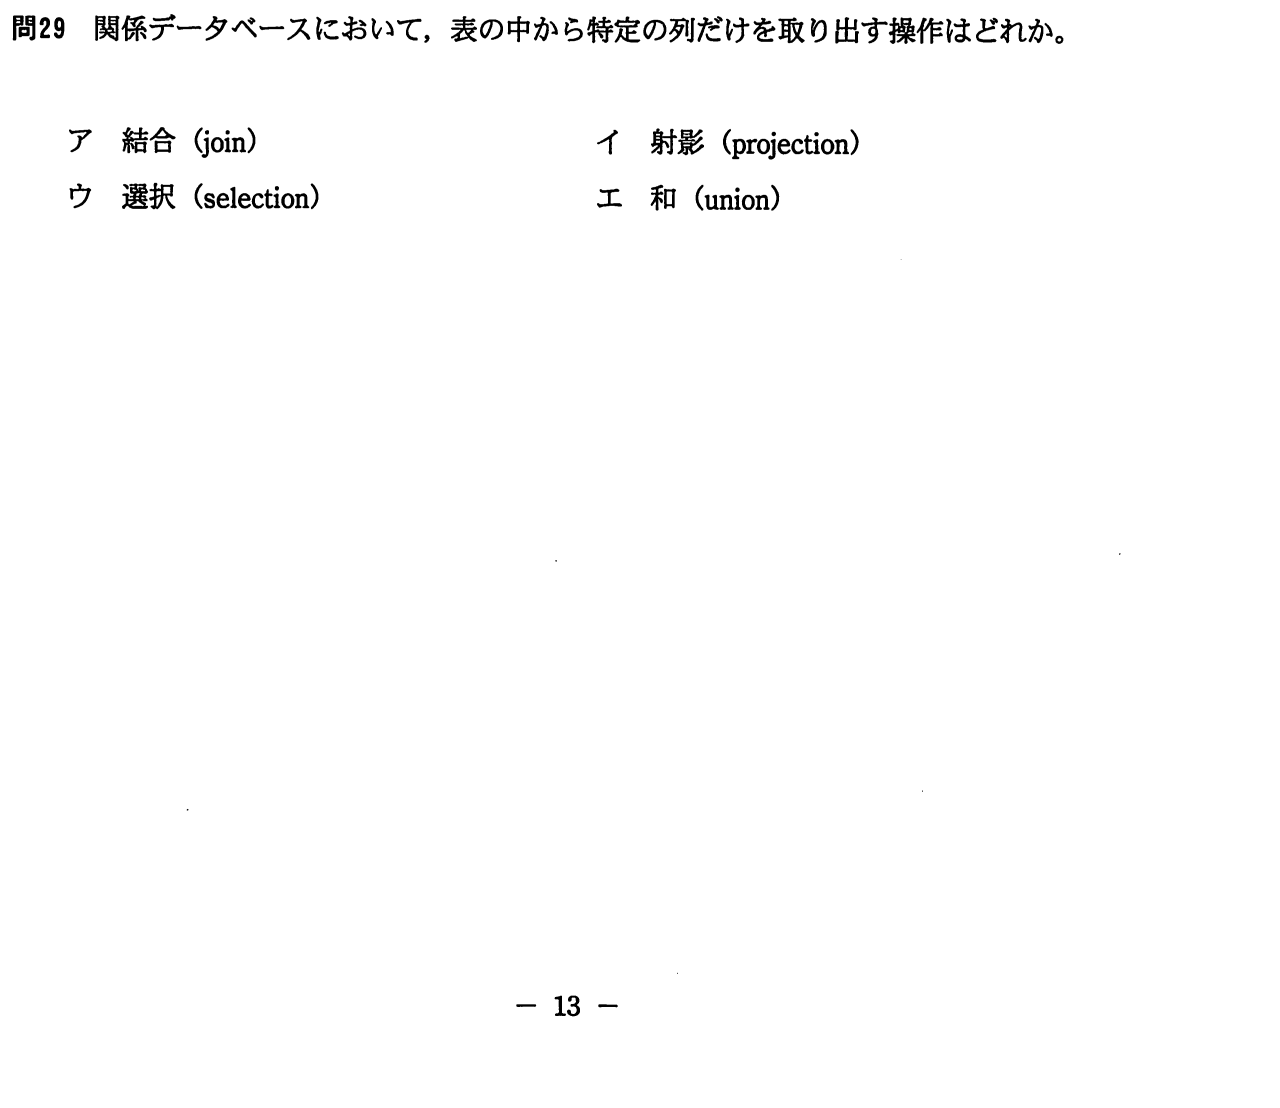 問29　関係データベースにおいて，表の中から特定の列だけを取り出す操作はどれか。
ア　結合（join）　イ　射影（projection）
ウ　選択（selection）　エ　和（union）
－ 13 －